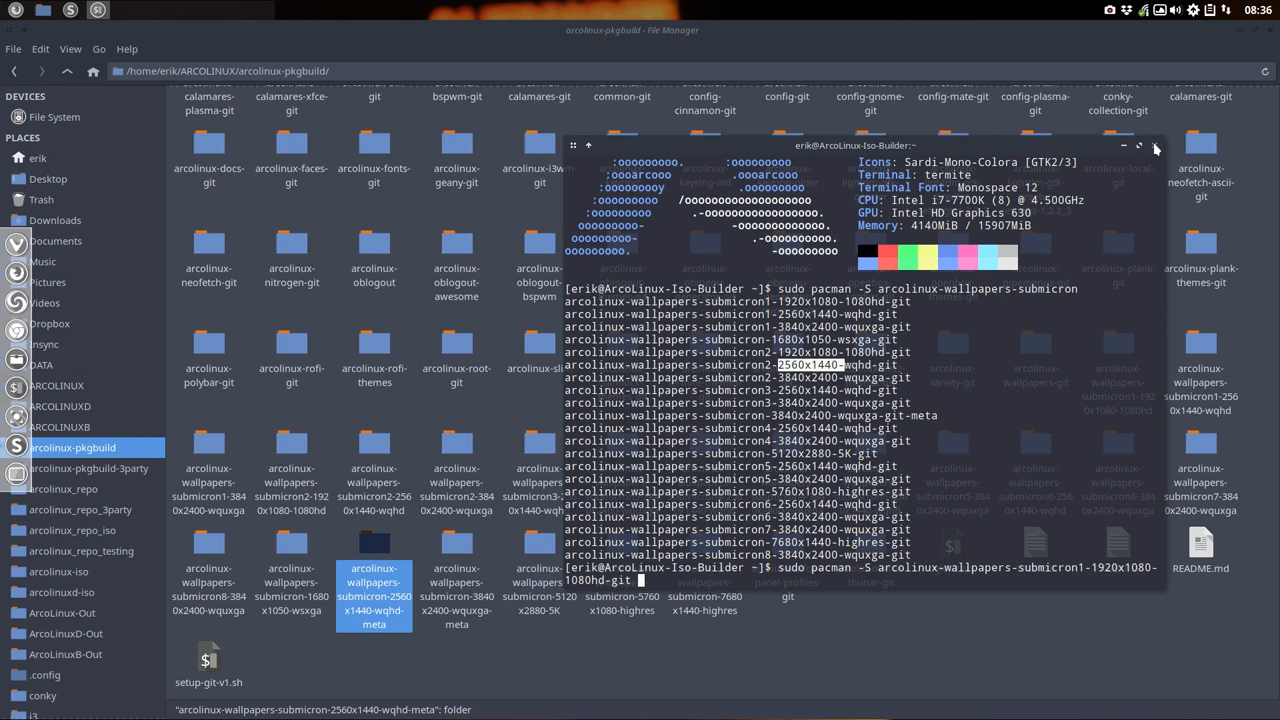 08:36
arcolinux-pkgbuild - File Manager
File Edit View Go Help
/home/erik/ARCOLINUX/arcolinux-pkgbuild/
DEVICES
File System
PLACES
erik
Desktop
Trash
Downloads
Documents
Music
Pictures
Videos
Dropbox
Insync
DATA
ARCOLINUX
ARCOLINUXD
ARCOLINUXB
arcolinux-pkgbuild
arcolinux-pkgbuild-3party
arcolinux_repo
arcolinux_repo_3party
arcolinux_repo_iso
arcolinux_repo_testing
arcolinux-iso
arcolinuxd-iso
ArcoLinux-Out
ArcoLinuxD-Out
ArcoLinuxB-Out
.config
conky
i3
calamares-plasma-git
calamares-xfce-git
git
bspwm-git
calamares-git
common-git
config-cinnamon-git
config-git
config-gnome-git
config-mate-git
config-plasma-git
conky-collection-git
calamares-git
arcolinux-docs-git
arcolinux-faces-git
arcolinux-fonts-git
arcolinux-geany-git
arcolinux-neofetch-ascii-git
arcolinux-neofetch-git
arcolinux-nitrogen-git
arcolinux-oblogout
arcolinux-oblogout-awesome
arcolinux-oblogout-bspwm
arcolinux-plank-themes-git
arcolinux-polybar-git
arcolinux-rofi-git
arcolinux-rofi-themes
arcolinux-root-git
arcolinux-wallpapers-submicron1-2560x1440-wqhd
arcolinux-wallpapers-submicron1-3840x2400-wquxga
arcolinux-wallpapers-submicron2-1920x1080-1080hd
arcolinux-wallpapers-submicron2-2560x1440-wqhd
arcolinux-wallpapers-submicron2-3840x2400-wquxga
arcolinux-wallpapers-submicron7-3840x2400-wquxga
arcolinux-wallpapers-submicron8-3840x2400-wquxga
arcolinux-wallpapers-submicron-1680x1050-wsxga
arcolinux-wallpapers-submicron-2560x1440-wqhd-meta
arcolinux-wallpapers-submicron-3840x2400-wquxga-meta
arcolinux-wallpapers-submicron-5120x2880-5K
README.md
setup-git-v1.sh
"arcolinux-wallpapers-submicron-2560x1440-wqhd-meta": folder
erik@ArcoLinux-Iso-Builder:~
:ooooooooo. :ooooooooo
:oooarcooo .oooarcooo
:oooooooooy .ooooooooo
:ooooooooo /ooooooooooooooooooo
:ooooooooo .-ooooooooooooooooo.
ooooooooo- -ooooooooooooo.
ooooooooo- .-oooooooooo.
ooooooooo. -ooooooooo
Icons: Sardi-Mono-Colora [GTK2/3]
Terminal: termite
Terminal Font: Monospace 12
CPU: Intel i7-7700K (8) @ 4.500GHz
GPU: Intel HD Graphics 630
Memory: 4140MiB / 15907MiB
[erik@ArcoLinux-Iso-Builder ~]$ sudo pacman -S arcolinux-wallpapers-submicron
arcolinux-wallpapers-submicron1-1920x1080-1080hd-git
arcolinux-wallpapers-submicron1-2560x1440-wqhd-git
arcolinux-wallpapers-submicron1-3840x2400-wquxga-git
arcolinux-wallpapers-submicron-1680x1050-wsxga-git
arcolinux-wallpapers-submicron2-1920x1080-1080hd-git
arcolinux-wallpapers-submicron2-2560x1440-wqhd-git
arcolinux-wallpapers-submicron2-3840x2400-wquxga-git
arcolinux-wallpapers-submicron3-2560x1440-wqhd-git
arcolinux-wallpapers-submicron3-3840x2400-wquxga-git
arcolinux-wallpapers-submicron-3840x2400-wquxga-git-meta
arcolinux-wallpapers-submicron4-2560x1440-wqhd-git
arcolinux-wallpapers-submicron4-3840x2400-wquxga-git
arcolinux-wallpapers-submicron-5120x2880-5K-git
arcolinux-wallpapers-submicron5-2560x1440-wqhd-git
arcolinux-wallpapers-submicron5-3840x2400-wquxga-git
arcolinux-wallpapers-submicron-5760x1080-highres-git
arcolinux-wallpapers-submicron6-2560x1440-wqhd-git
arcolinux-wallpapers-submicron6-3840x2400-wquxga-git
arcolinux-wallpapers-submicron7-3840x2400-wquxga-git
arcolinux-wallpapers-submicron-7680x1440-highres-git
arcolinux-wallpapers-submicron8-3840x2400-wquxga-git
[erik@ArcoLinux-Iso-Builder ~]$ sudo pacman -S arcolinux-wallpapers-submicron1-1920x1080-
1080hd-git